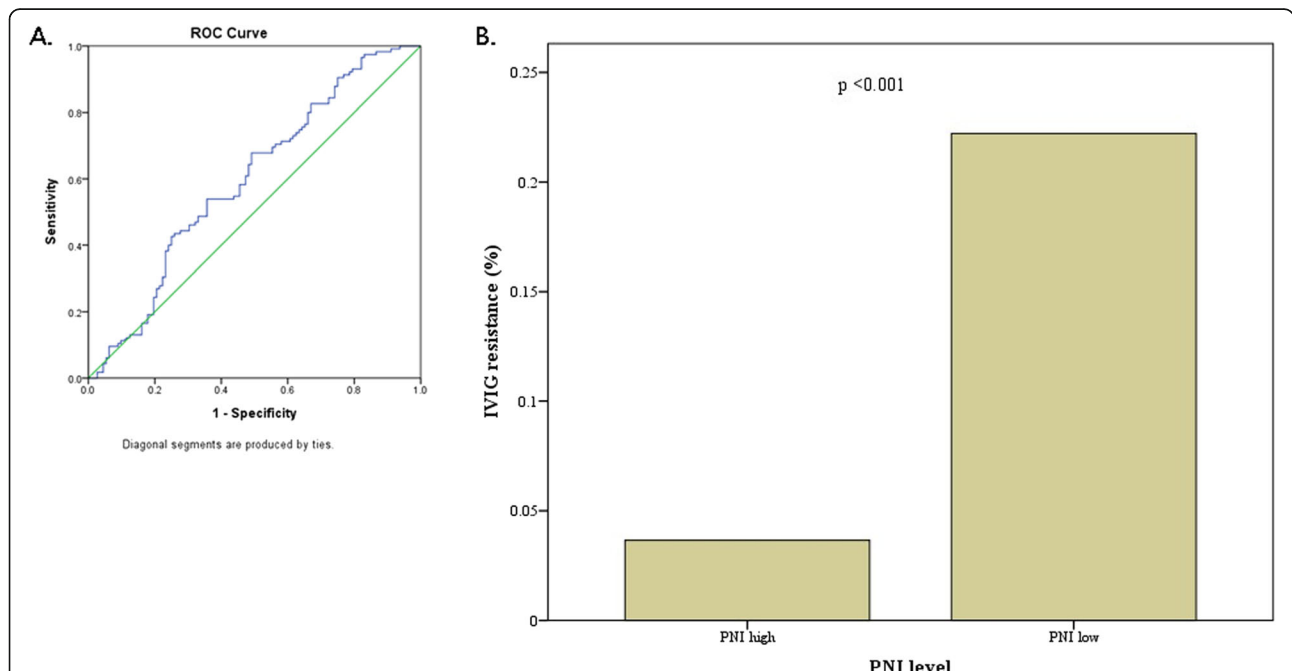 A.
ROC Curve
1.0
0.8
0.6
0.4
0.2
0.0
Sensitivity
0.0 0.2 0.4 0.6 0.8 1.0
1 - Specificity
Diagonal segments are produced by ties.
B.
p <0.001
0.25
0.2
0.15
0.1
0.05
0
IVIG resistance (%)
PNI high PNI low
PNI level